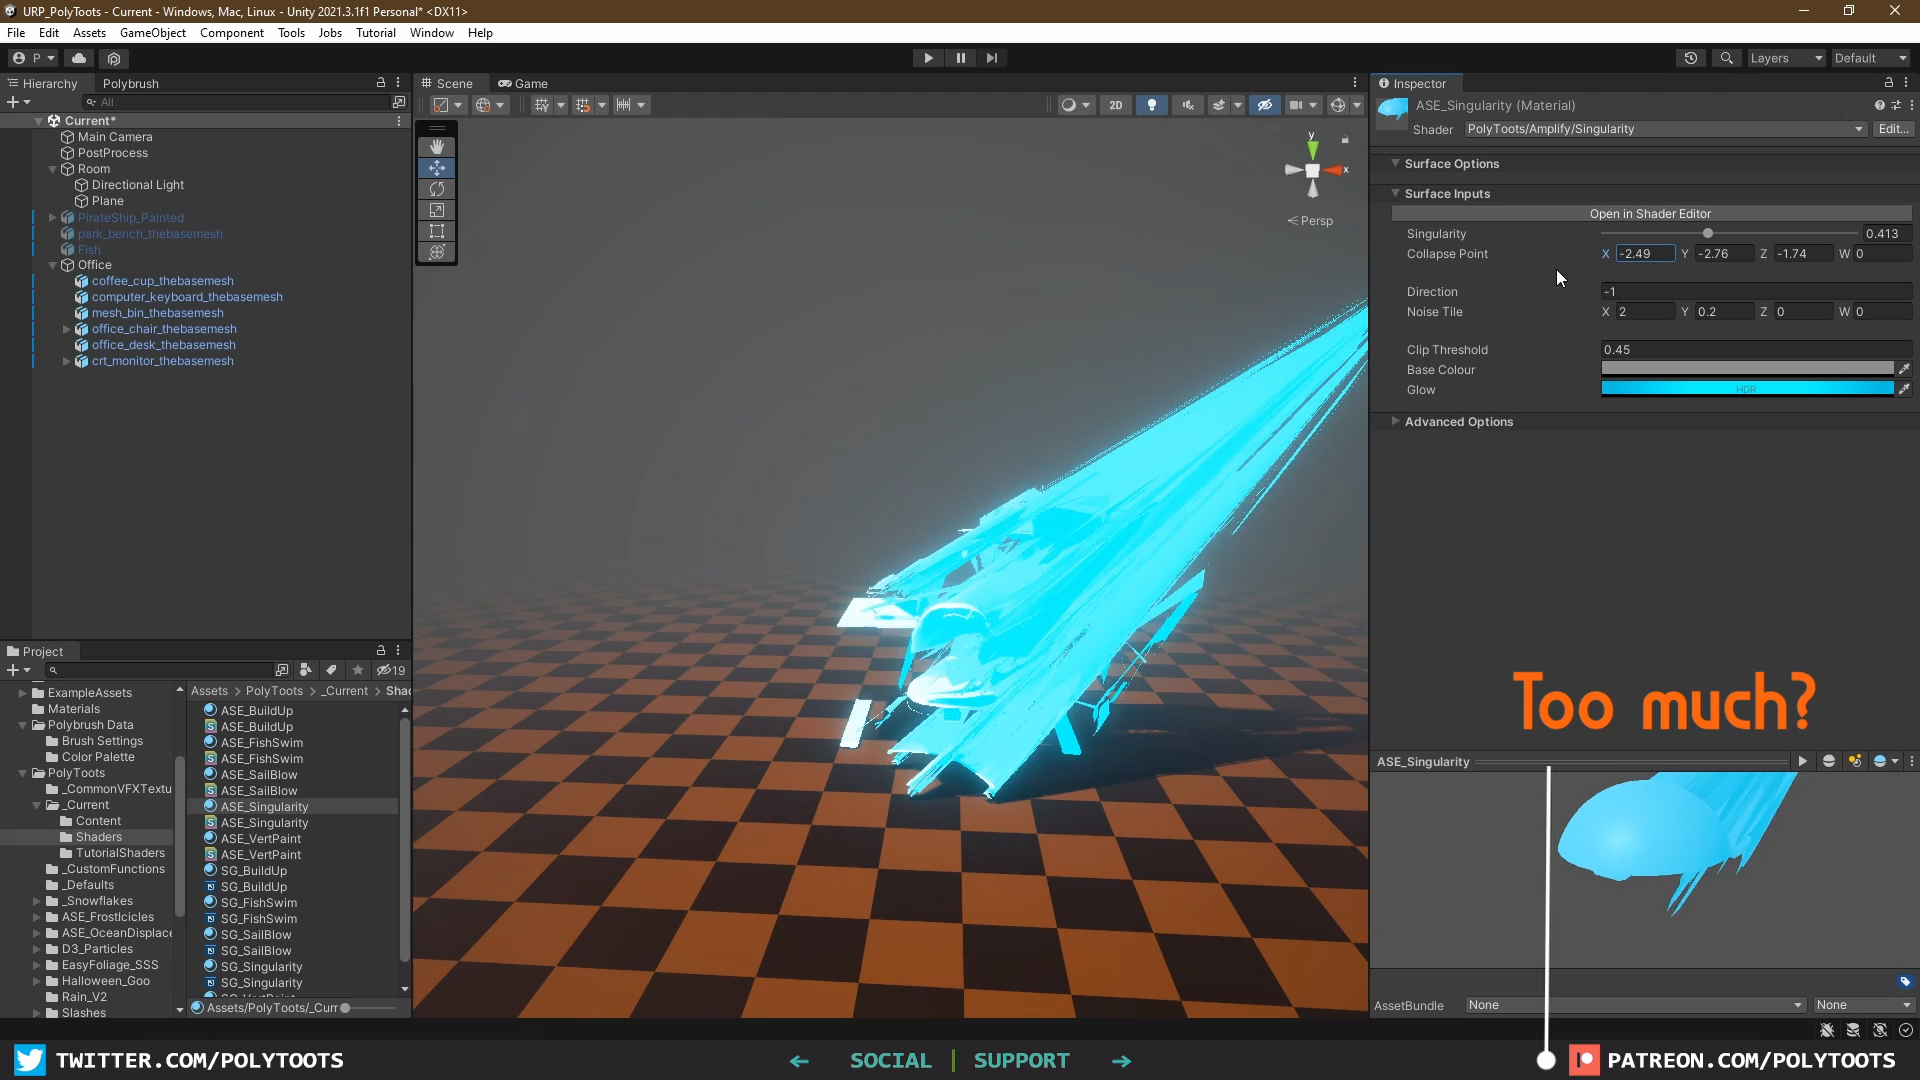 URP_PolyToots - Current - Windows, Mac, Linux - Unity 2021.3.1f1 Personal* <DX11>
File Edit Assets GameObject Component Tools Jobs Tutorial Window Help
P Layers Default
Hierarchy Polybrush
All
Current*
Main Camera
PostProcess
Room
Directional Light
Plane
PirateShip_Painted
park_bench_thebasemesh
Fish
Office
coffee_cup_thebasemesh
computer_keyboard_thebasemesh
mesh_bin_thebasemesh
office_chair_thebasemesh
office_desk_thebasemesh
crt_monitor_thebasemesh
Scene Game
2D
y
x
Persp
Inspector
ASE_Singularity (Material)
Shader PolyToots/Amplify/Singularity Edit...
Surface Options
Surface Inputs
Open in Shader Editor
Singularity 0.413
Collapse Point X -2.49 Y -2.76 Z -1.74 W 0
Direction -1
Noise Tile X 2 Y 0.2 Z 0 W 0
Clip Threshold 0.45
Base Colour
Glow HDR
Advanced Options
Too much?
ASE_Singularity
AssetBundle None None
Project
19
ExampleAssets
Materials
Polybrush Data
Brush Settings
Color Palette
PolyToots
_CommonVFXTextu
_Current
Content
Shaders
TutorialShaders
_CustomFunctions
_Defaults
_Snowflakes
ASE_FrostIcicles
ASE_OceanDisplace
D3_Particles
EasyFoliage_SSS
Halloween_Goo
Rain_V2
Slashes
Assets > PolyToots > _Current > Shad
ASE_BuildUp
ASE_BuildUp
ASE_FishSwim
ASE_FishSwim
ASE_SailBlow
ASE_SailBlow
ASE_Singularity
ASE_Singularity
ASE_VertPaint
ASE_VertPaint
SG_BuildUp
SG_BuildUp
SG_FishSwim
SG_FishSwim
SG_SailBlow
SG_SailBlow
SG_Singularity
SG_Singularity
SG_VertPaint
Assets/PolyToots/_Curr
TWITTER.COM/POLYTOOTS
SOCIAL | SUPPORT
PATREON.COM/POLYTOOTS